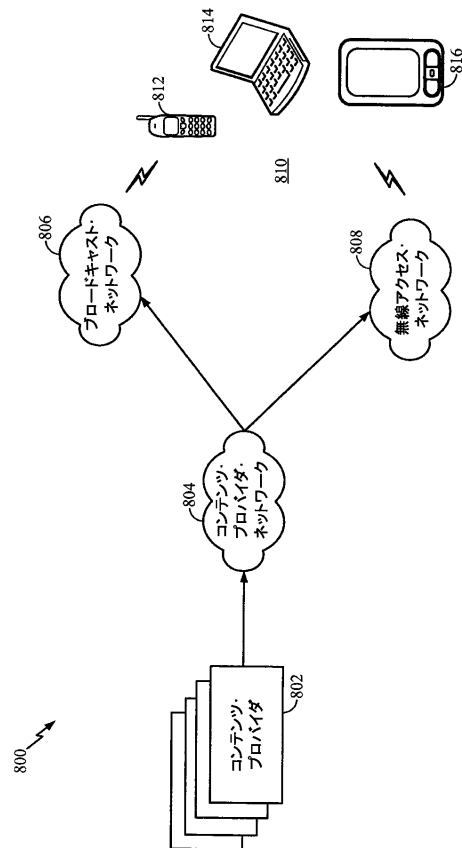 800
コンテンツ・
プロバイダ
802
コンテンツ・
プロバイダ・
ネットワーク
804
ブロードキャスト・
ネットワーク
806
無線アクセス・
ネットワーク
808
810
812
814
816